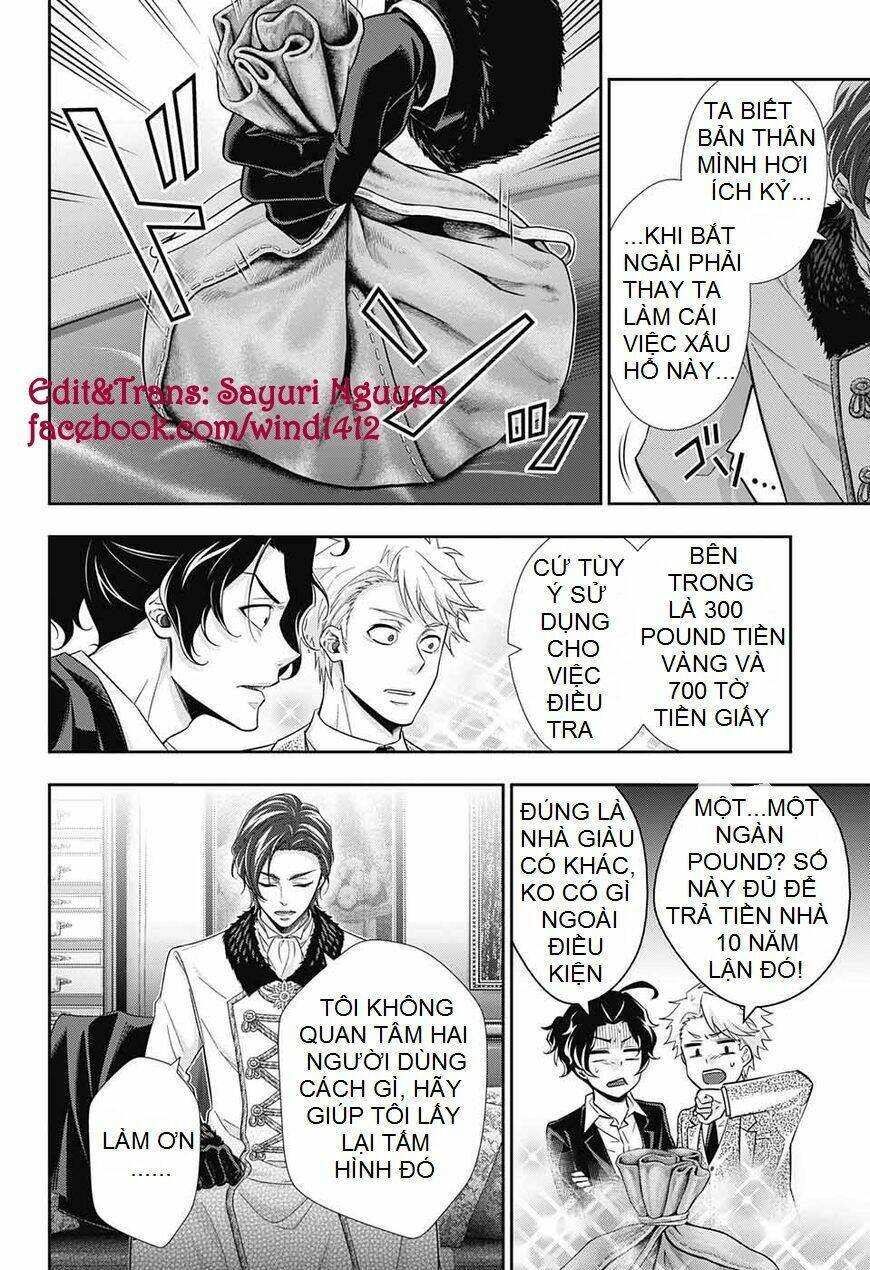 TA BIẾT
BẢN THÂN
MÌNH HƠI
ÍCH KỶ...
...KHI BẮT
NGÀI PHẢI
THAY TA
LÀM CÁI
VIỆC XẤU
HỔ NÀY...
Edit&Trans: Sayuri Nguyen
facebook.com/wind1412
BÊN
TRONG
LÀ 300
POUND TIỀN
VÀNG VÀ
700 TỜ
TIỀN GIẤY
CỨ TÙY
Ý SỬ
DỤNG
CHO
VIỆC
ĐIỀU
TRA
MỘT...MỘT
NGÀN
POUND? SỐ
NÀY ĐỦ ĐỂ
TRẢ TIỀN NHÀ
10 NĂM
LẬN ĐÓ!
ĐÚNG LÀ
NHÀ GIÀU
CÓ KHÁC,
KO CÓ GÌ
NGOÀI
ĐIỀU
KIỆN
TÔI KHÔNG
QUAN TÂM HAI
NGƯỜI DÙNG
CÁCH GÌ, HÃY
GIÚP TÔI LẤY
LẠI TẤM
HÌNH ĐÓ
LÀM ƠN
......